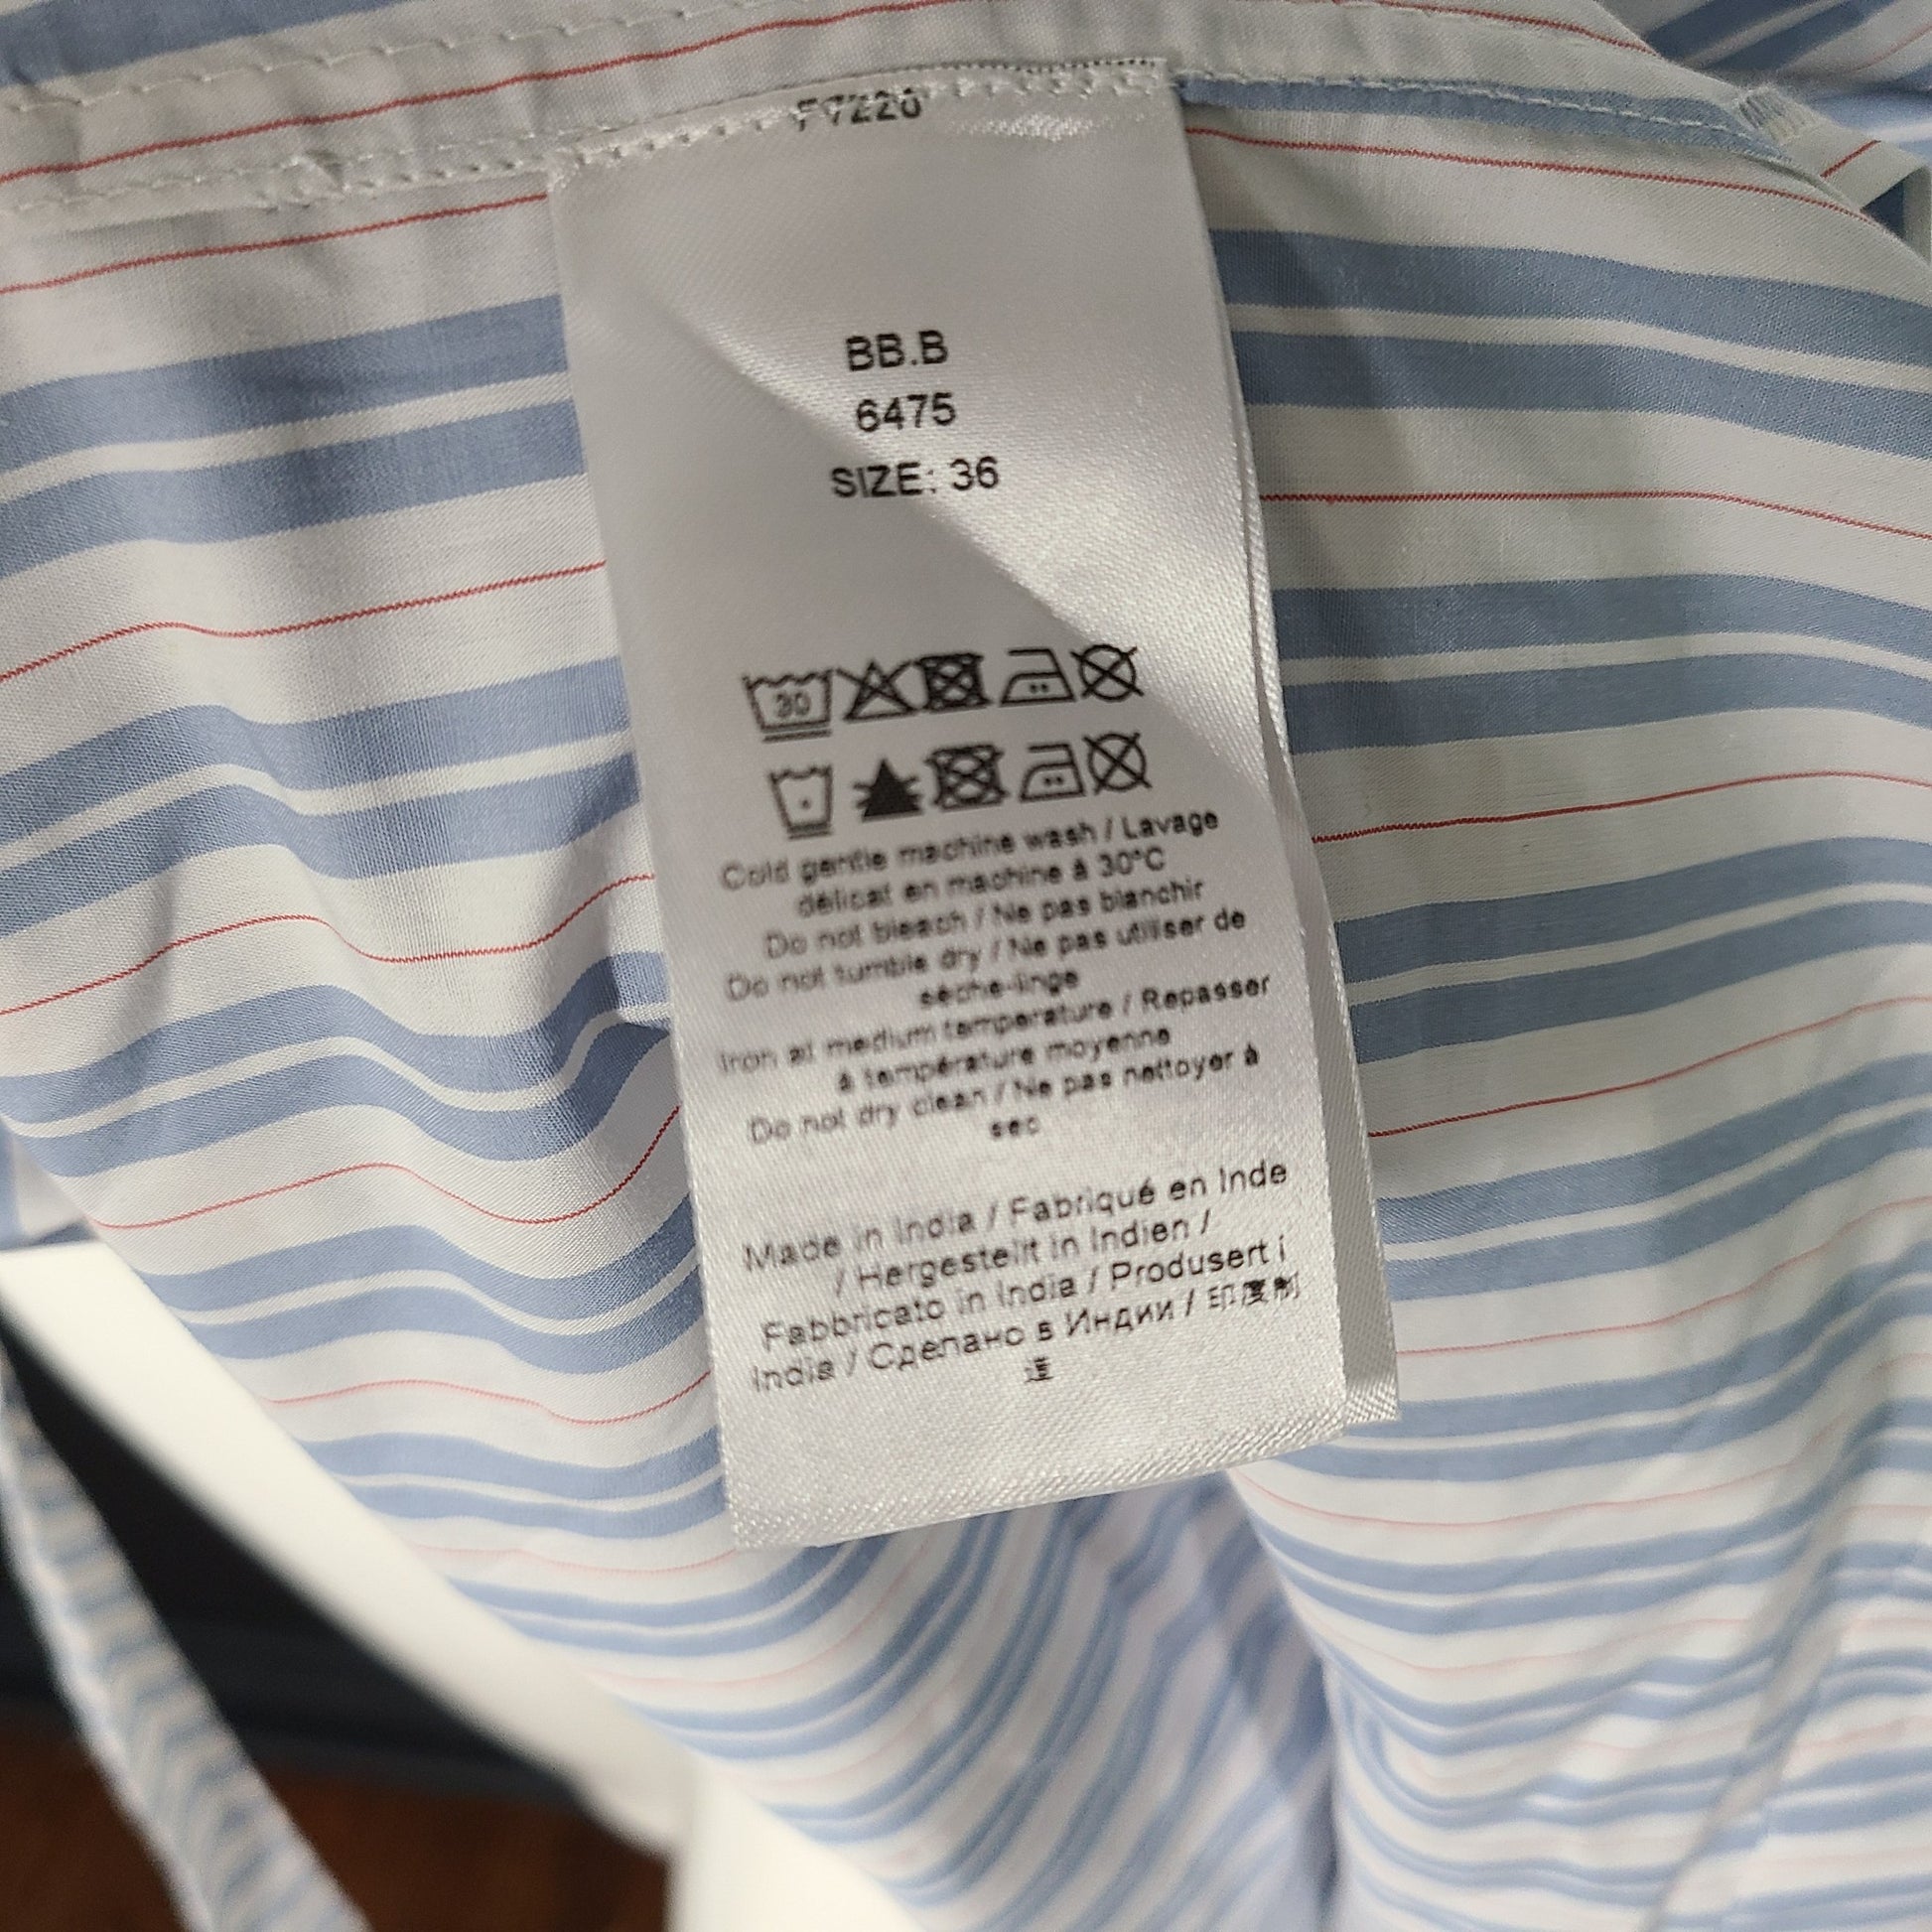 F7220
BB.B
6475
SIZE: 36
30
Cold gentle machine wash / Lavage
délicat en machine à 30°C
Do not bleach / Ne pas blanchir
Do not tumble dry / Ne pas utiliser de
sèche-linge
Iron at medium temperature / Repasser
à température moyenne
Do not dry clean / Ne pas nettoyer à
sec
Made in India / Fabriqué en Inde
/ Hergestellt in Indien /
Fabbricato in India / Produsert i
India / Сделано в Индии / 印度制
造